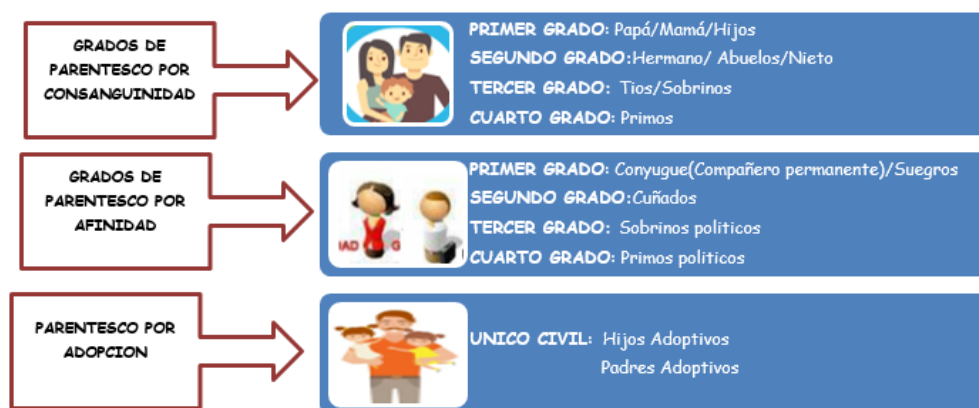 GRADOS DE
PARENTESCO POR
CONSANGUINIDAD
PRIMER GRADO: Papá/Mamá/Hijos
SEGUNDO GRADO:Hermano/ Abuelos/Nieto
TERCER GRADO: Tios/Sobrinos
CUARTO GRADO: Primos
GRADOS DE
PARENTESCO POR
AFINIDAD
IAD G
PRIMER GRADO: Conyugue(Compañero permanente)/Suegros
SEGUNDO GRADO:Cuñados
TERCER GRADO: Sobrinos politicos
CUARTO GRADO: Primos politicos
PARENTESCO POR
ADOPCION
UNICO CIVIL: Hijos Adoptivos
Padres Adoptivos